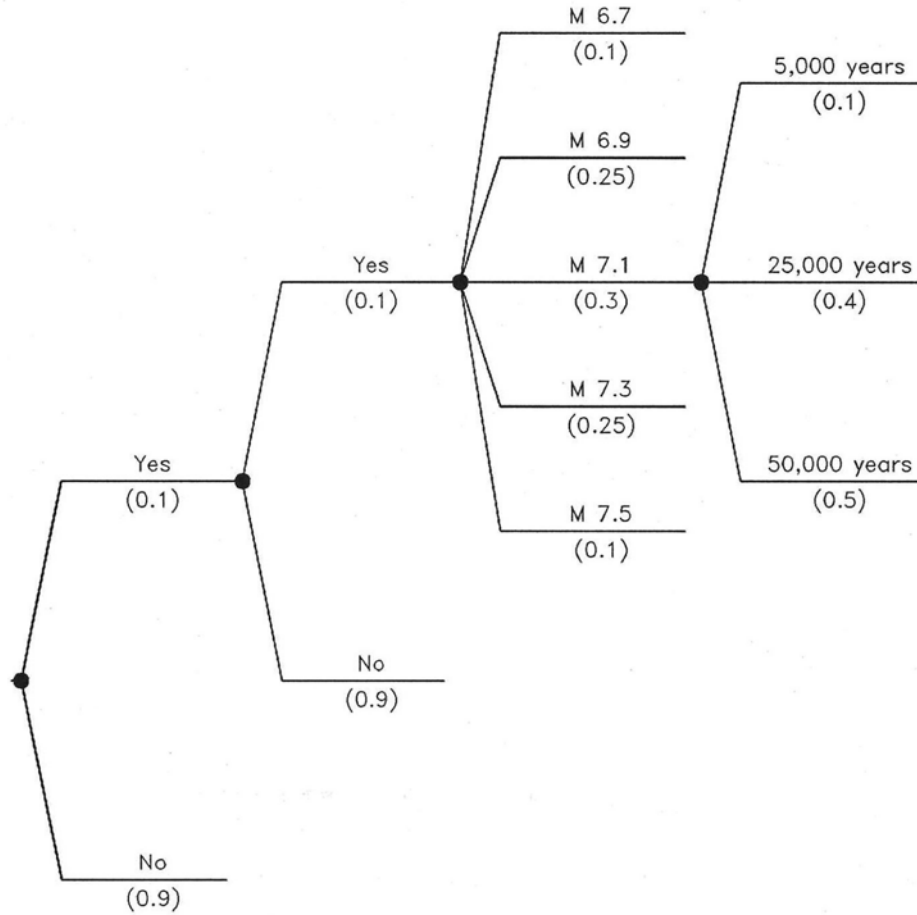 M 6.7
(0.1)
5,000 years
(0.1)
M 6.9
(0.25)
Yes
(0.1)
M 7.1
(0.3)
25,000 years
(0.4)
M 7.3
(0.25)
Yes
(0.1)
50,000 years
(0.5)
M 7.5
(0.1)
No
(0.9)
No
(0.9)